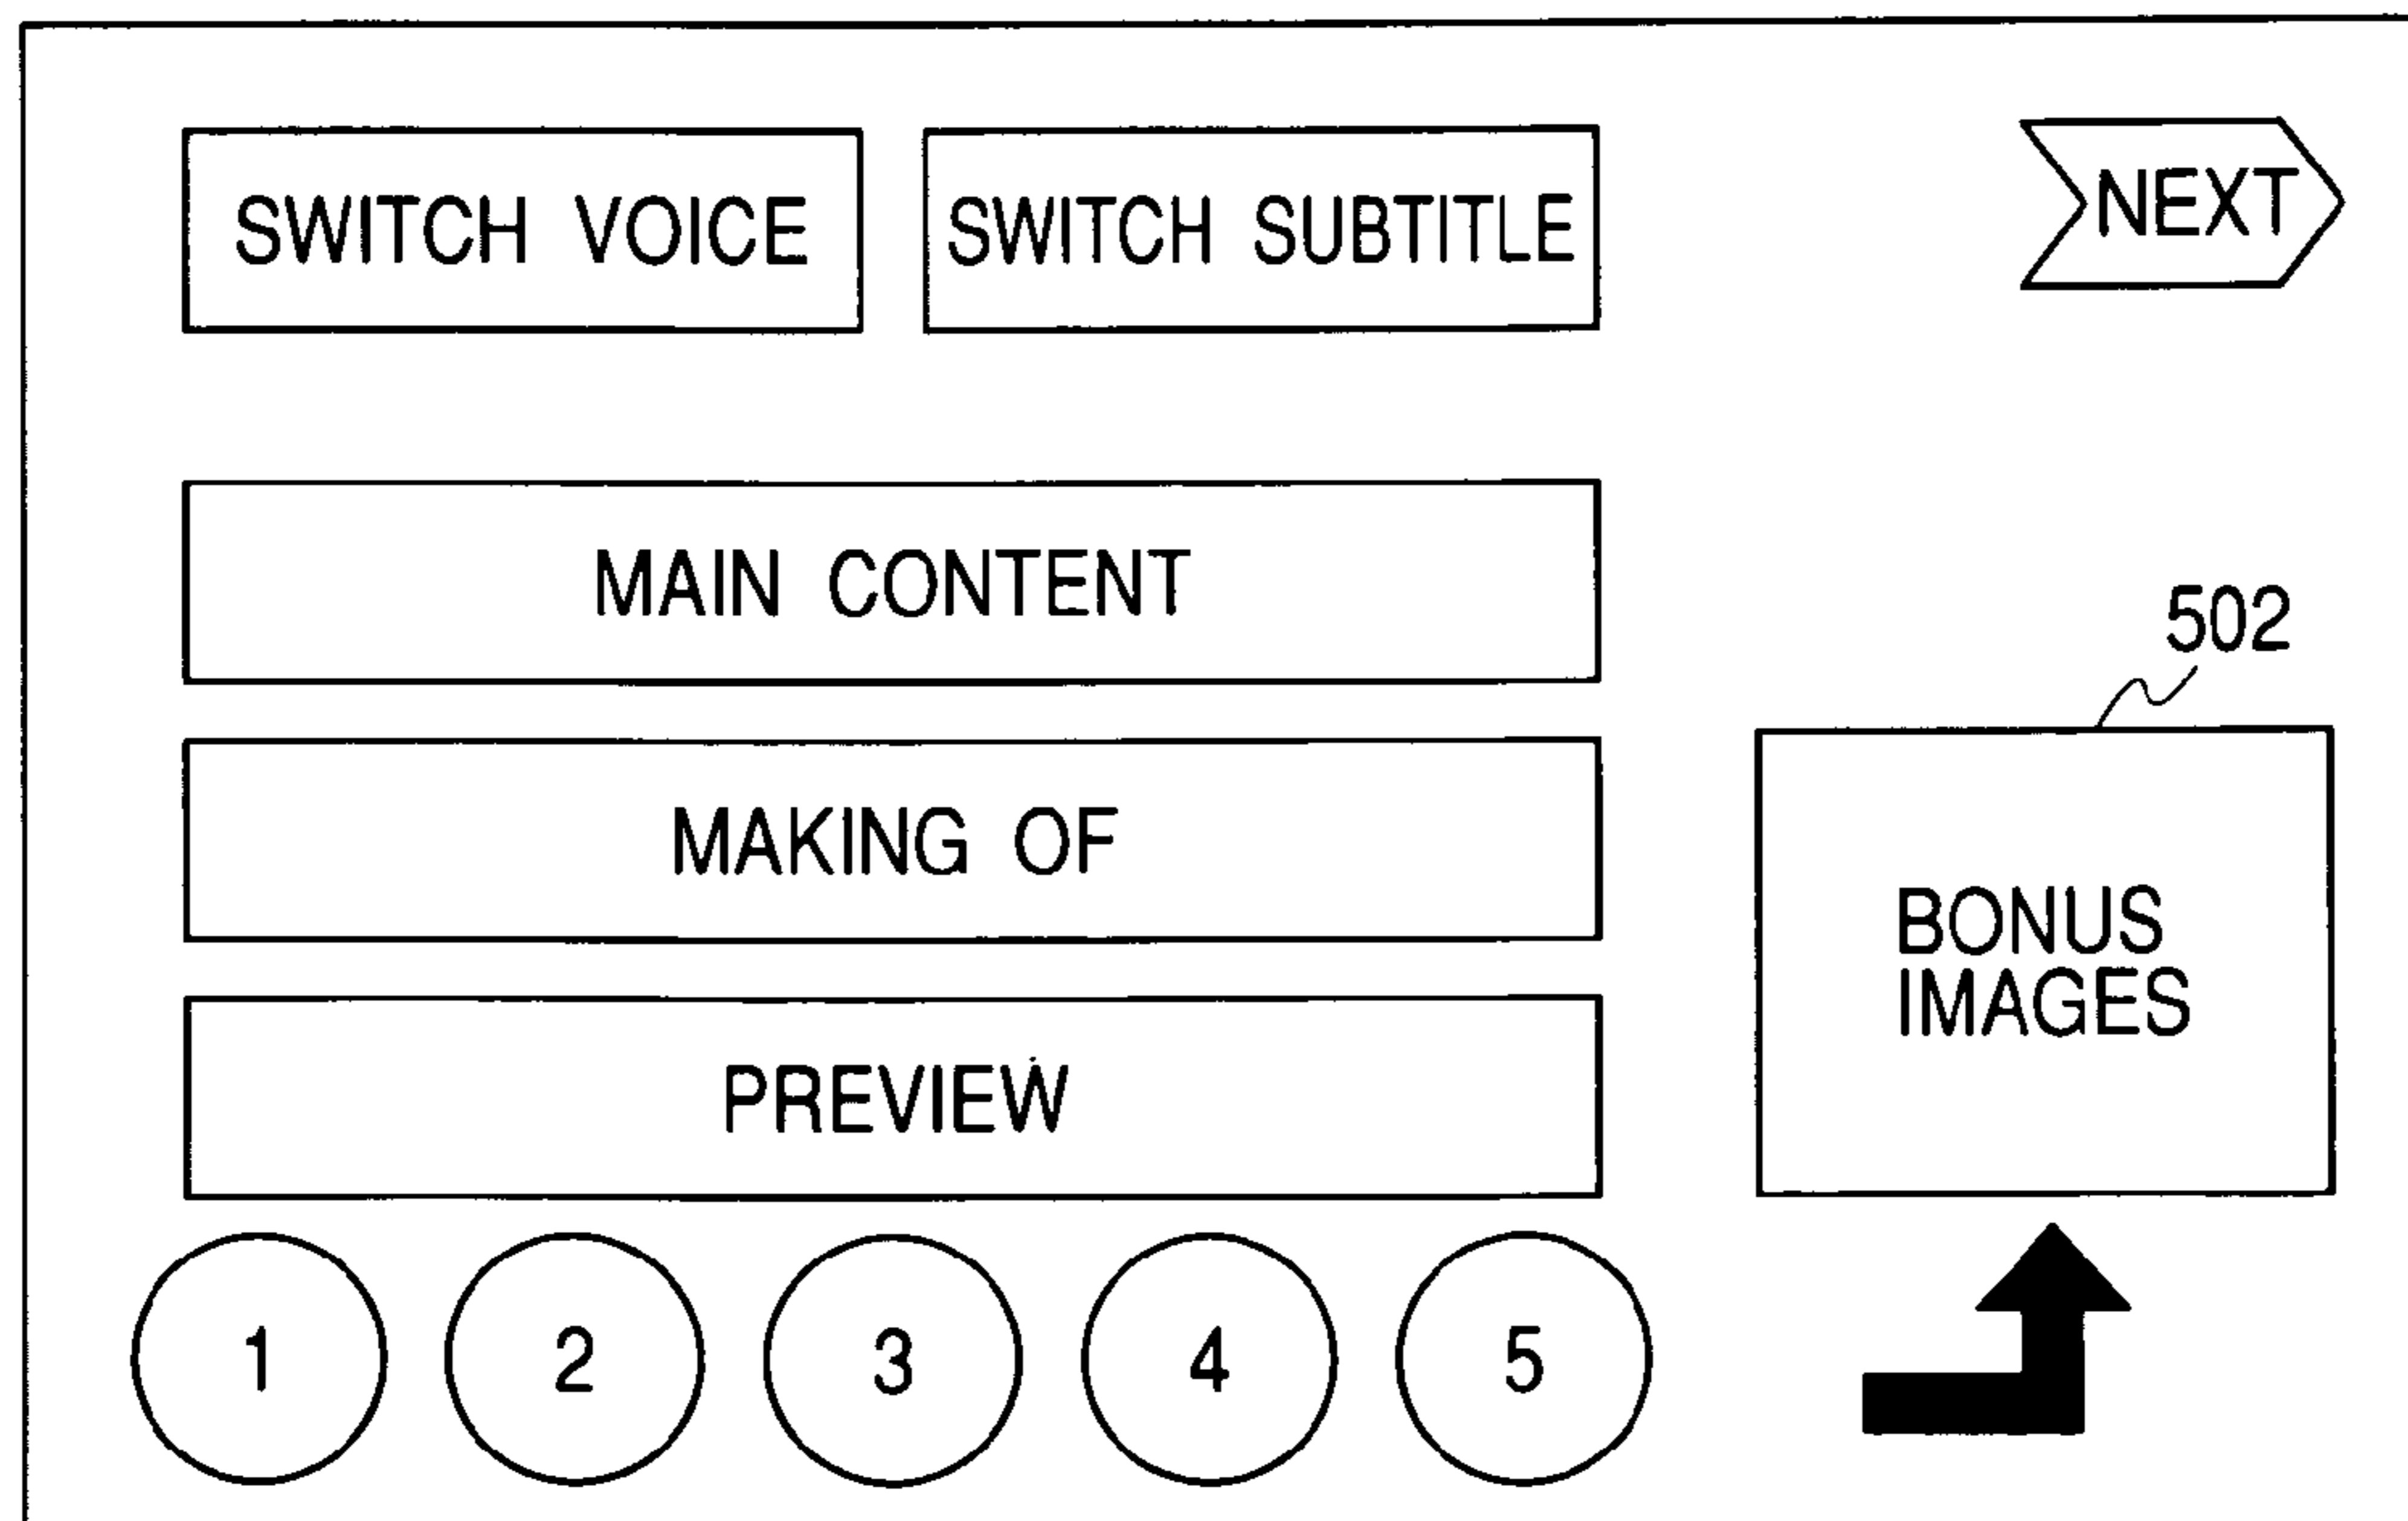 SWITCH VOICE
SWITCH SUBTITLE
NEXT
MAIN CONTENT
502
MAKING OF
BONUS
IMAGES
PREVIEW
1
2
3
4
5